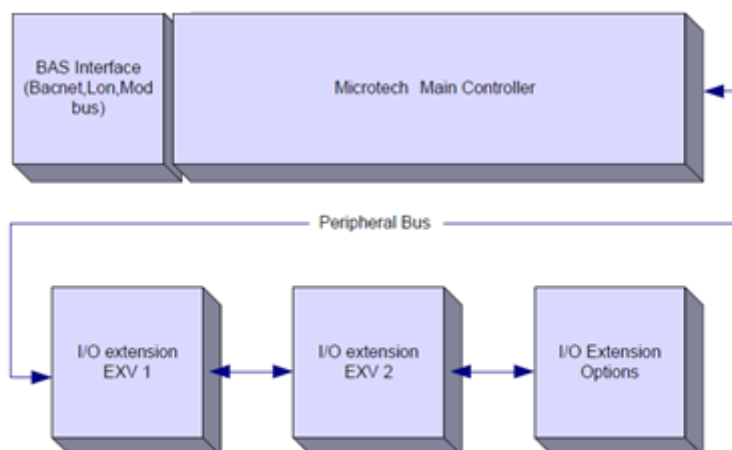 BAS Interface
(Bacnet,Lon,Mod
bus)
Microtech Main Controller
Peripheral Bus
I/O extension
EXV 1
I/O extension
EXV 2
I/O Extension
Options